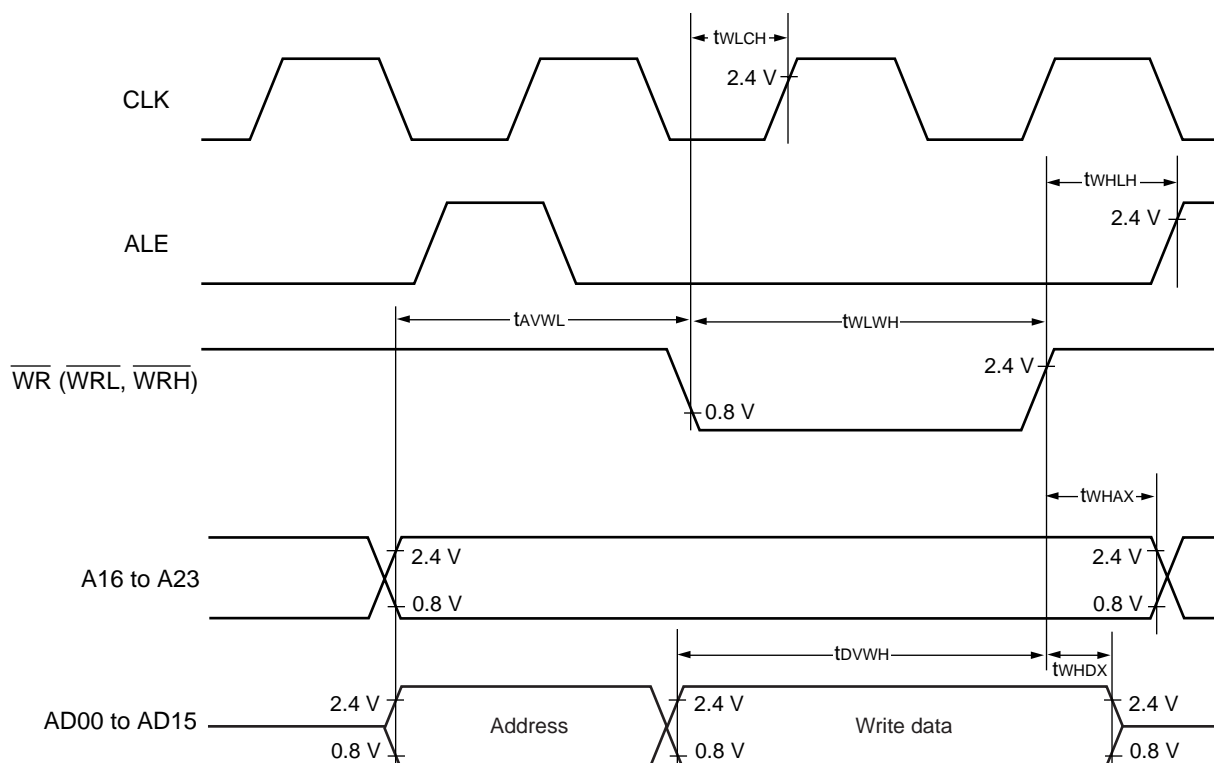 tWLCH
2.4 V
CLK
tWHLH
2.4 V
ALE
tAVWL
tWLWH
2.4 V
WR (WRL, WRH)
0.8 V
tWHAX
2.4 V
2.4 V
A16 to A23
0.8 V
0.8 V
tDVWH
tWHDX
2.4 V
2.4 V
2.4 V
AD00 to AD15
Address
Write data
0.8 V
0.8 V
0.8 V